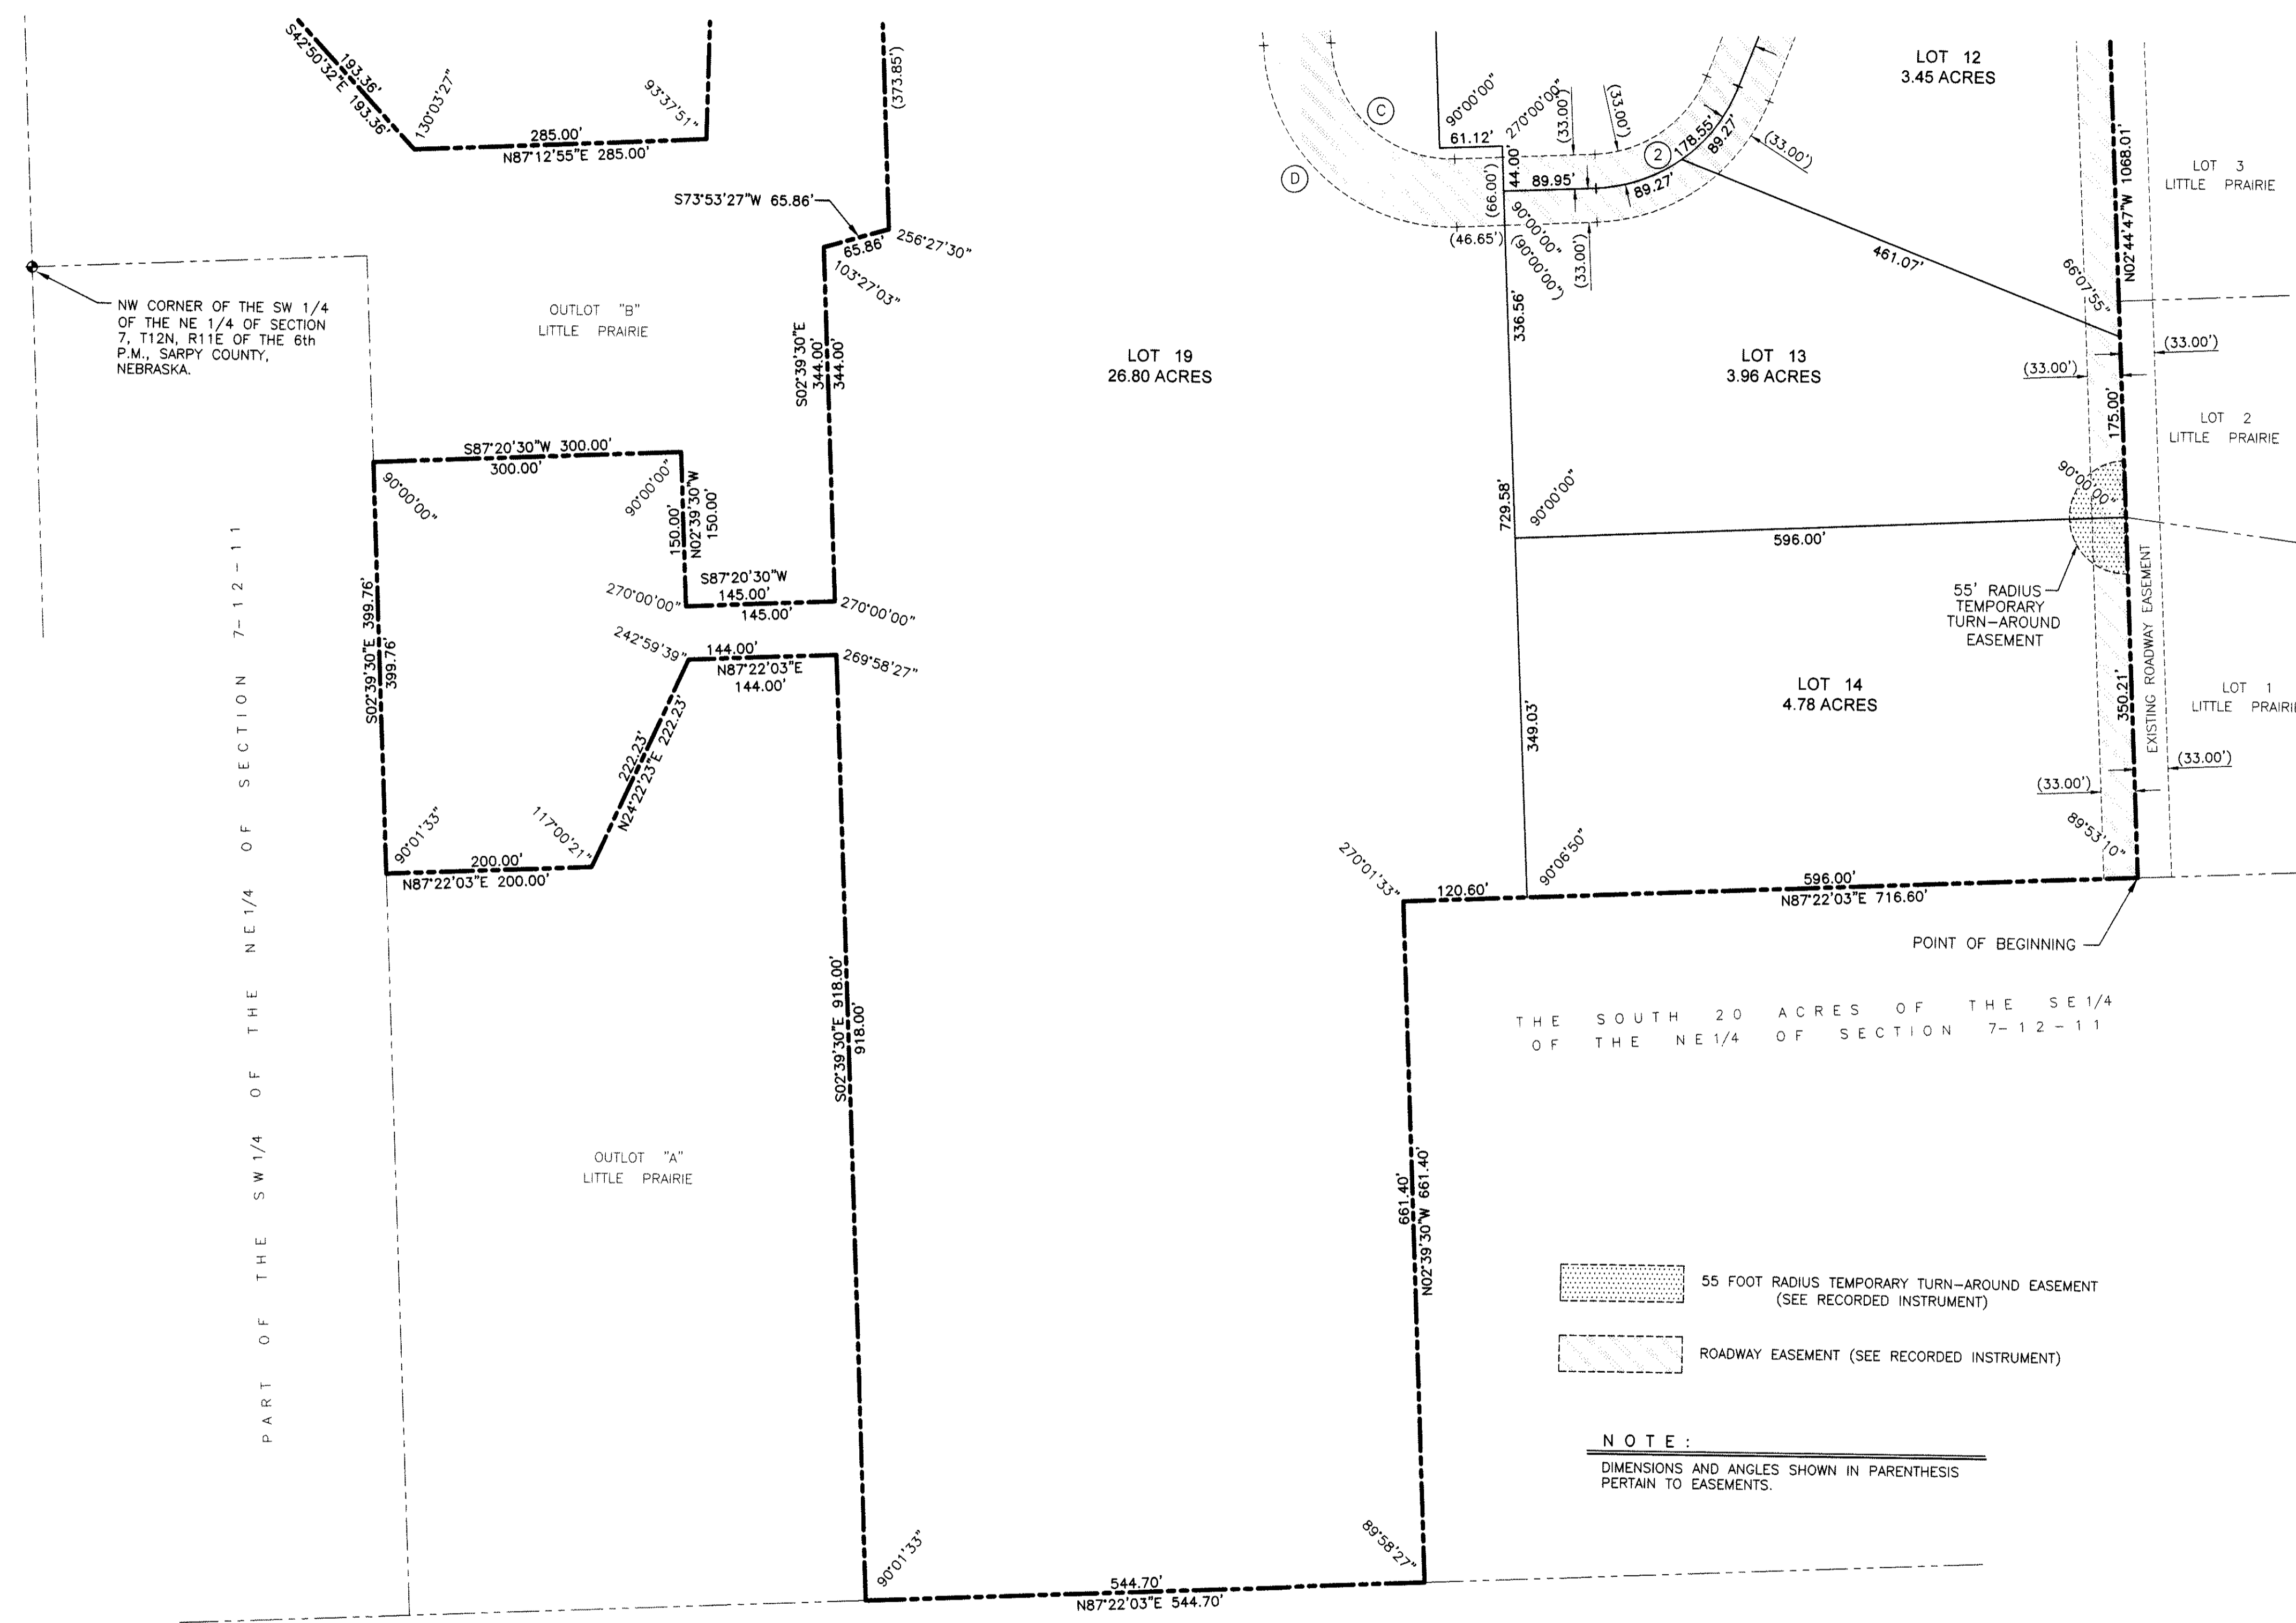 S42°50'32"E 193.36'
193.36'
130°03'27"
93°37'51"
285.00'
N87°12'55"E 285.00'
(373.85')
S73°53'27"W 65.86'
65.86'
256°27'30"
103°27'03"
NW CORNER OF THE SW 1/4
OF THE NE 1/4 OF SECTION
7, T12N, R11E OF THE 6th
P.M., SARPY COUNTY,
NEBRASKA.
OUTLOT "B"
LITTLE PRAIRIE
S02°39'30"E
344.00'
344.00'
S87°20'30"W 300.00'
300.00'
90°00'00"
90°00'00"
150.00'
N02°39'30"W
150.00'
S87°20'30"W
145.00'
145.00'
270°00'00"
270°00'00"
242°59'39"
144.00'
N87°22'03"E
144.00'
269°58'27"
S02°39'30"E 399.76'
399.76'
222.23'
N24°22'23"E 222.23'
90°01'33"
117°00'21"
200.00'
N87°22'03"E 200.00'
PART OF THE SW1/4 OF THE NE1/4 OF SECTION 7-12-11
OUTLOT "A"
LITTLE PRAIRIE
S02°39'30"E 918.00'
918.00'
90°01'33"
89°58'27"
544.70'
N87°22'03"E 544.70'
661.40'
N02°39'30"W 661.40'
LOT 19
26.80 ACRES
C
D
90°00'00"
270°00'00"
61.12'
44.00'
(66.00')
(33.00')
(33.00')
89.95'
2
178.55'
89.27'
89.27'
(33.00')
(46.65')
90°00'00"
(90°00'00")
(33.00')
336.56'
461.07'
LOT 12
3.45 ACRES
N02°44'47"W 1068.01'
LOT 3
LITTLE PRAIRIE
66°07'55"
(33.00')
(33.00')
LOT 13
3.96 ACRES
175.00'
LOT 2
LITTLE PRAIRIE
90°00'00"
729.58'
90°00'00"
596.00'
55' RADIUS
TEMPORARY
TURN-AROUND
EASEMENT
EXISTING ROADWAY EASEMENT
LOT 14
4.78 ACRES
350.21'
LOT 1
LITTLE PRAIRIE
349.03'
(33.00')
(33.00')
89°53'10"
270°01'33"
120.60'
90°06'50"
596.00'
N87°22'03"E 716.60'
POINT OF BEGINNING
THE SOUTH 20 ACRES OF THE SE1/4
OF THE NE1/4 OF SECTION 7-12-11
55 FOOT RADIUS TEMPORARY TURN-AROUND EASEMENT
(SEE RECORDED INSTRUMENT)
ROADWAY EASEMENT (SEE RECORDED INSTRUMENT)
NOTE:
DIMENSIONS AND ANGLES SHOWN IN PARENTHESIS
PERTAIN TO EASEMENTS.